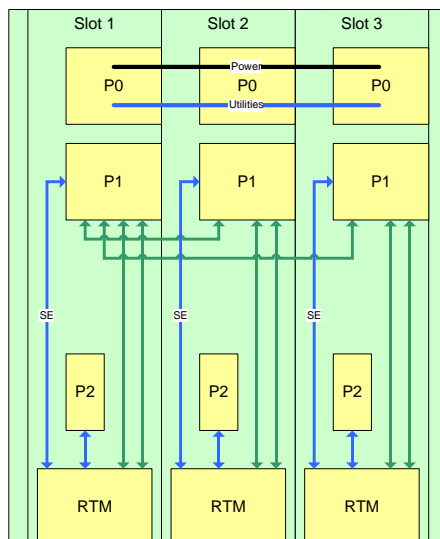 Slot 1 Slot 2 Slot 3
Power
P0 P0 P0
Utilities
P1 P1 P1
SE SE SE
P2 P2 P2
RTM RTM RTM